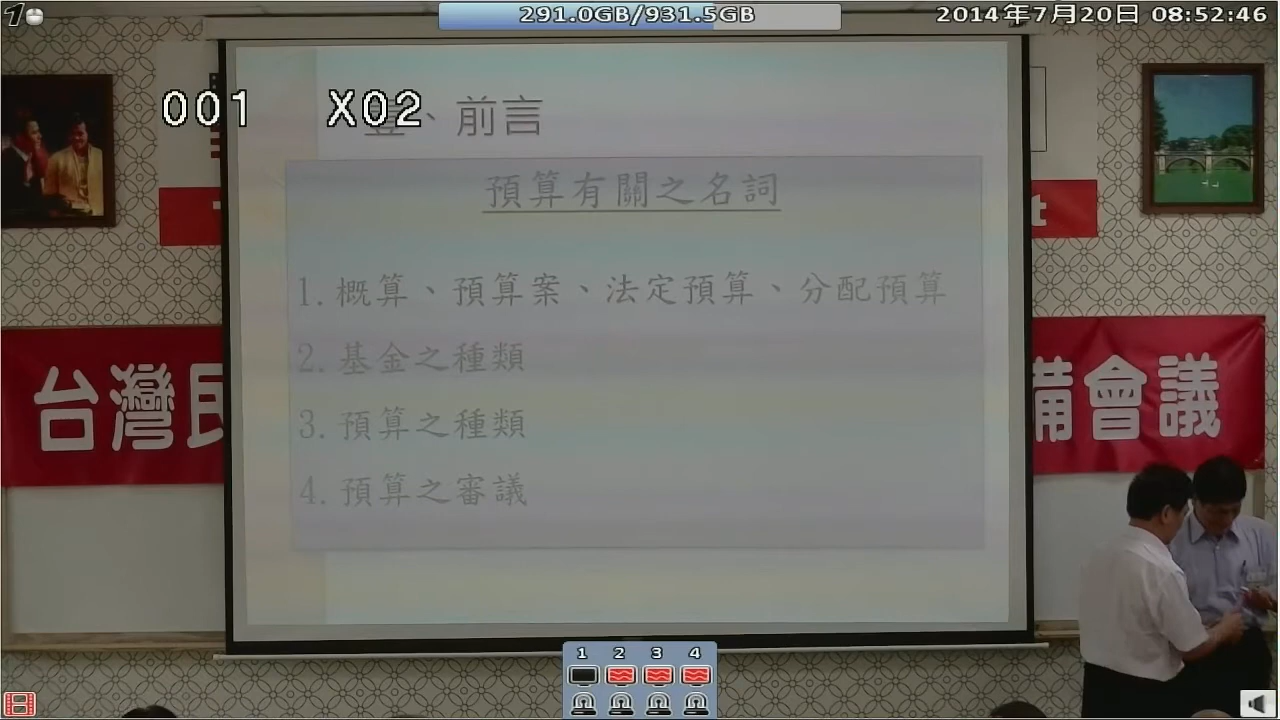 1
291.0GB/931.5GB
2014年7月20日 08:52:46
001 X02
壹、前言
預算有關之名詞
t
1.概算、預算案、法定預算、分配預算
2.基金之種類
3.預算之種類
4.預算之審議
台灣民
備會議
1 2 3 4